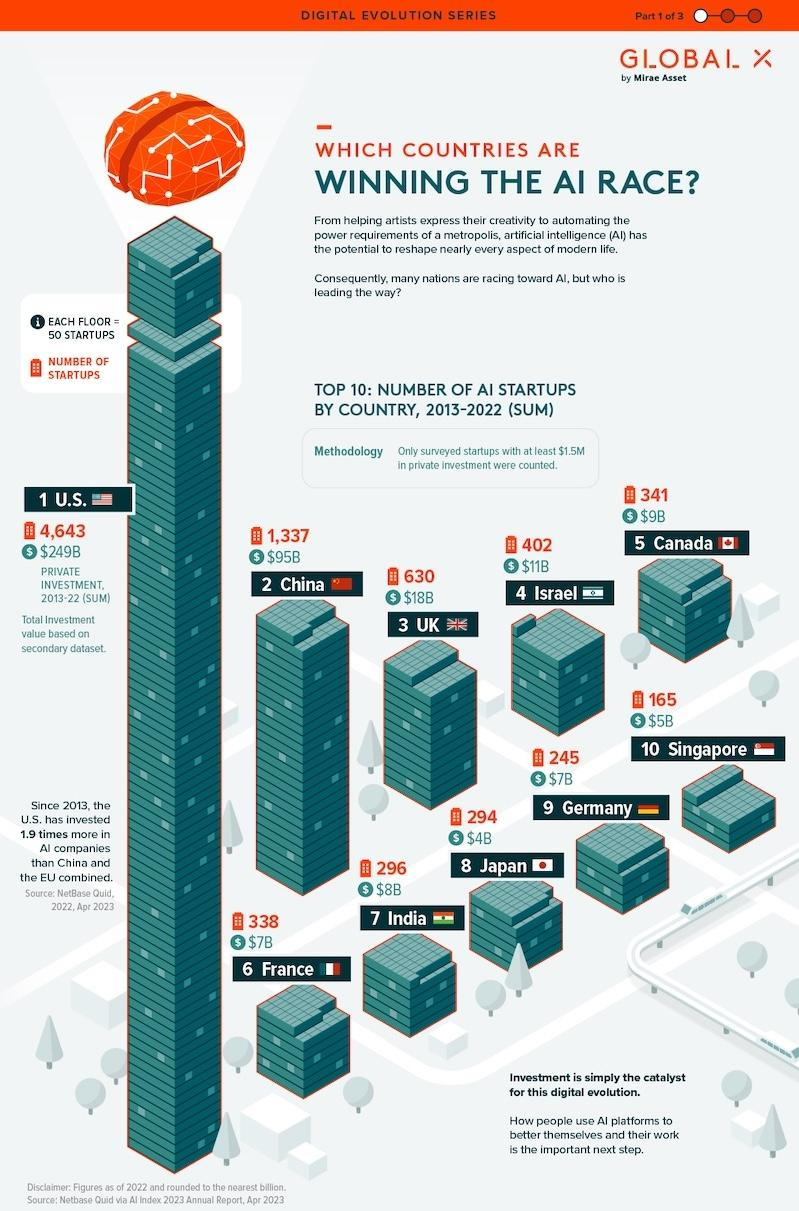 DIGITAL EVOLUTION SERIES
Part 1 of 3
GLOBAL X
by Mirae Asset
WHICH COUNTRIES ARE
WINNING THE AI RACE?
From helping artists express their creativity to automating the
power requirements of a metropolis, artificial intelligence (AI) has
the potential to reshape nearly every aspect of modern life.
Consequently, many nations are racing toward AI, but who is
leading the way?
EACH FLOOR =
50 STARTUPS
NUMBER OF
STARTUPS
TOP 10: NUMBER OF AI STARTUPS
BY COUNTRY, 2013-2022 (SUM)
Methodology
Only surveyed startups with at least $1.5M
in private investment were counted.
1 U.S.
4,643
$249B
PRIVATE
INVESTMENT,
2013-22 (SUM)
Total Investment
value based on
secondary dataset.
1,337
$95B
2 China
630
$18B
3 UK
402
$11B
4 Israel
341
$9B
5 Canada
338
$7B
6 France
296
$8B
7 India
294
$4B
8 Japan
245
$7B
9 Germany
165
$5B
10 Singapore
Since 2013, the
U.S. has invested
1.9 times more in
AI companies
than China and
the EU combined.
Source: NetBase Quid,
2022, Apr 2023
Investment is simply the catalyst
for this digital evolution.
How people use AI platforms to
better themselves and their work
is the important next step.
Disclaimer: Figures as of 2022 and rounded to the nearest billion.
Source: Netbase Quid via AI Index 2023 Annual Report, Apr 2023